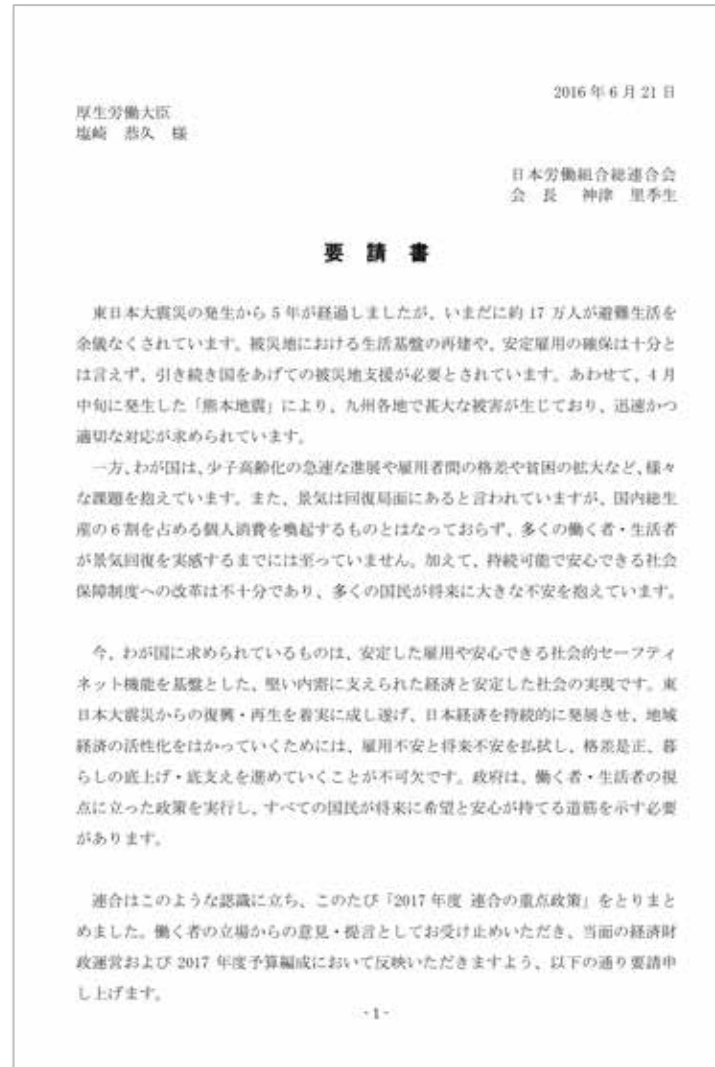 2016年6月21日
厚生労働大臣
塩崎　恭久　様
日本労働組合総連合会
会　長　　神津　里季生
要　請　書
東日本大震災の発生から5年が経過しましたが、いまだに約17万人が避難生活を
余儀なくされています。被災地における生活基盤の再建や、安定雇用の確保は十分と
は言えず、引き続き国をあげての被災地支援が必要とされています。あわせて、4月
中旬に発生した「熊本地震」により、九州各地で甚大な被害が生じており、迅速かつ
適切な対応が求められています。
一方、わが国は、少子高齢化の急速な進展や雇用者間の格差や貧困の拡大など、様々
な課題を抱えています。また、景気は回復局面にあると言われていますが、国内総生
産の6割を占める個人消費を喚起するものとはなっておらず、多くの働く者・生活者
が景気回復を実感するまでには至っていません。加えて、持続可能で安心できる社会
保障制度への改革は不十分であり、多くの国民が将来に大きな不安を抱えています。
今、わが国に求められているものは、安定した雇用や安心できる社会的セーフティ
ネット機能を基盤とした、堅い内需に支えられた経済と安定した社会の実現です。東
日本大震災からの復興・再生を着実に成し遂げ、日本経済を持続的に発展させ、地域
経済の活性化をはかっていくためには、雇用不安と将来不安を払拭し、格差是正、暮
らしの底上げ・底支えを進めていくことが不可欠です。政府は、働く者・生活者の視
点に立った政策を実行し、すべての国民が将来に希望と安心が持てる道筋を示す必要
があります。
連合はこのような認識に立ち、このたび「2017年度 連合の重点政策」をとりまと
めました。働く者の立場からの意見・提言としてお受け止めいただき、当面の経済財
政運営および 2017 年度予算編成において反映いただきますよう、以下の通り要請申
し上げます。
- 1 -